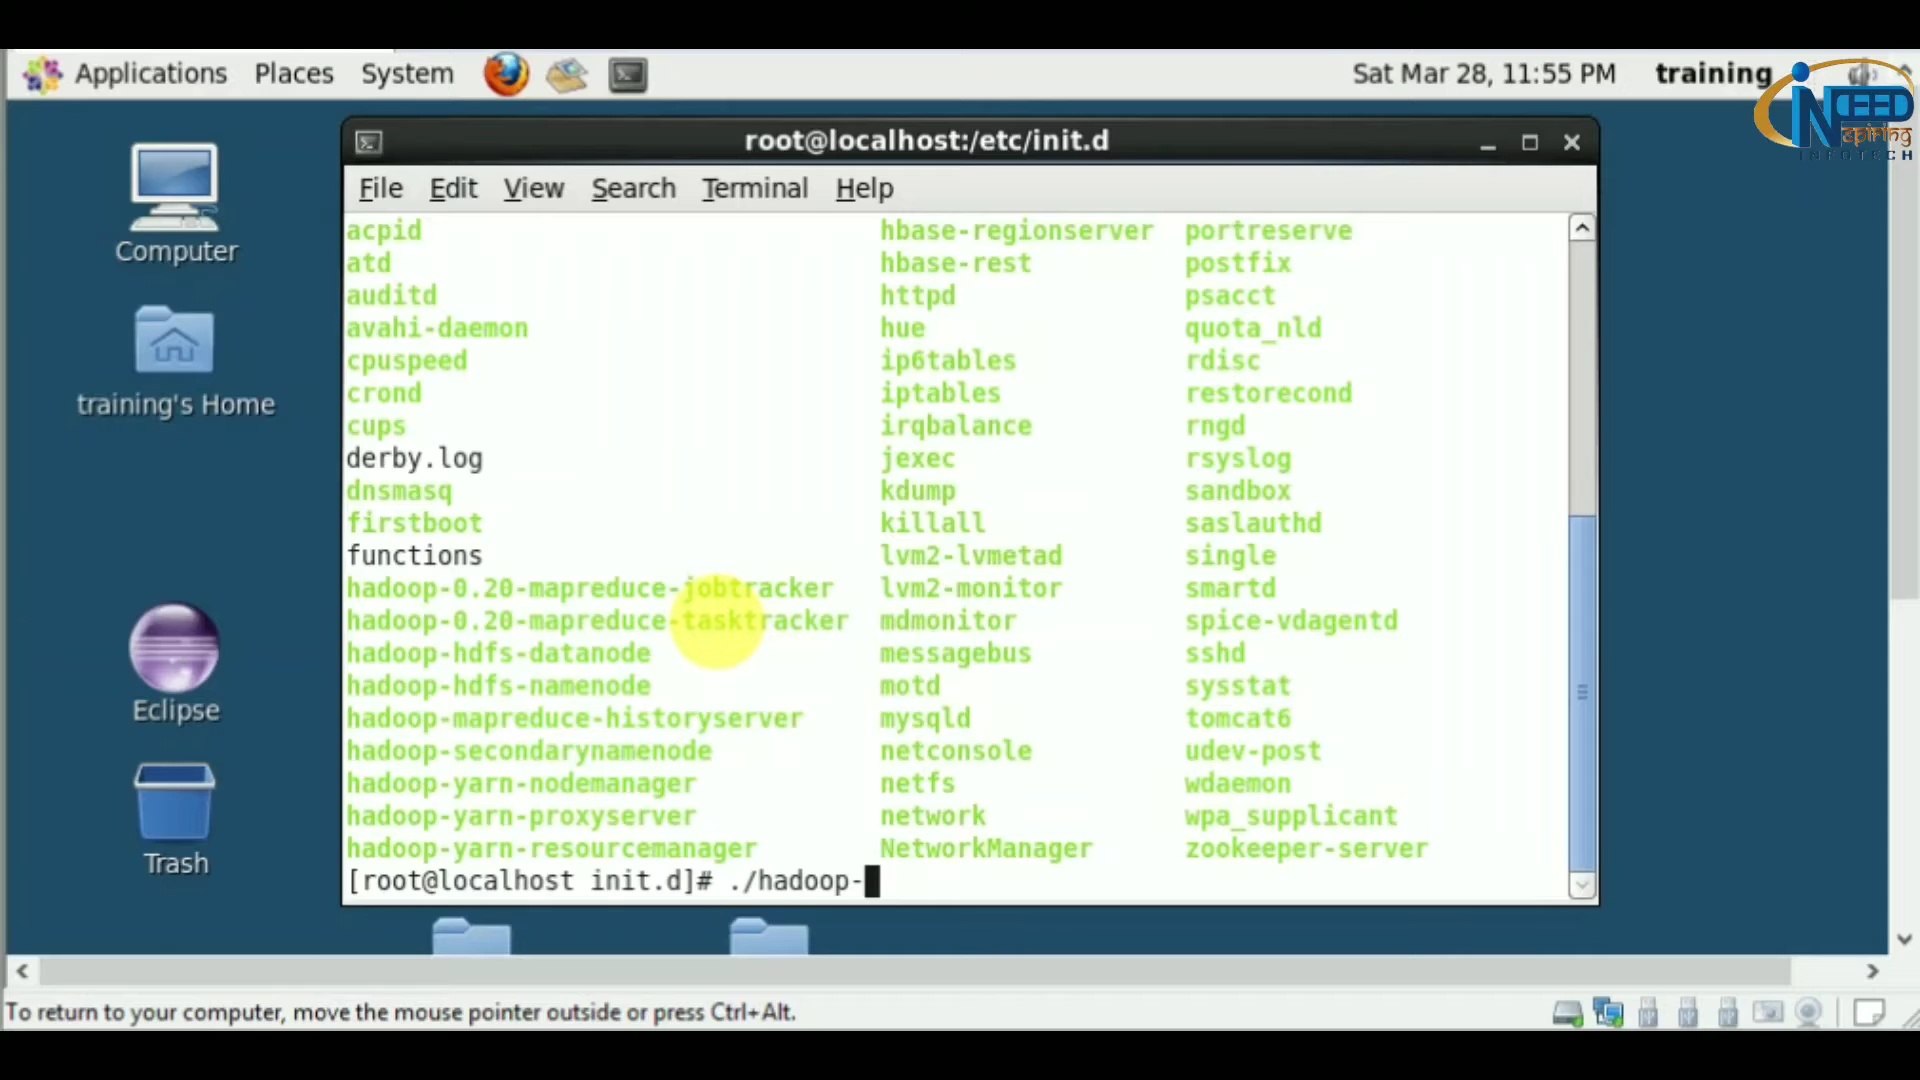 Applications Places System Sat Mar 28, 11:55 PM training
iNCEED
nspiring
INFOTECH
root@localhost:/etc/init.d
File Edit View Search Terminal Help
acpid hbase-regionserver portreserve
atd hbase-rest postfix
auditd httpd psacct
avahi-daemon hue quota_nld
cpuspeed ip6tables rdisc
crond iptables restorecond
cups irqbalance rngd
derby.log jexec rsyslog
dnsmasq kdump sandbox
firstboot killall saslauthd
functions lvm2-lvmetad single
hadoop-0.20-mapreduce-jobtracker lvm2-monitor smartd
hadoop-0.20-mapreduce-tasktracker mdmonitor spice-vdagentd
hadoop-hdfs-datanode messagebus sshd
hadoop-hdfs-namenode motd sysstat
hadoop-mapreduce-historyserver mysqld tomcat6
hadoop-secondarynamenode netconsole udev-post
hadoop-yarn-nodemanager netfs wdaemon
hadoop-yarn-proxyserver network wpa_supplicant
hadoop-yarn-resourcemanager NetworkManager zookeeper-server
[root@localhost init.d]# ./hadoop-
Computer
training's Home
Eclipse
Trash
To return to your computer, move the mouse pointer outside or press Ctrl+Alt.